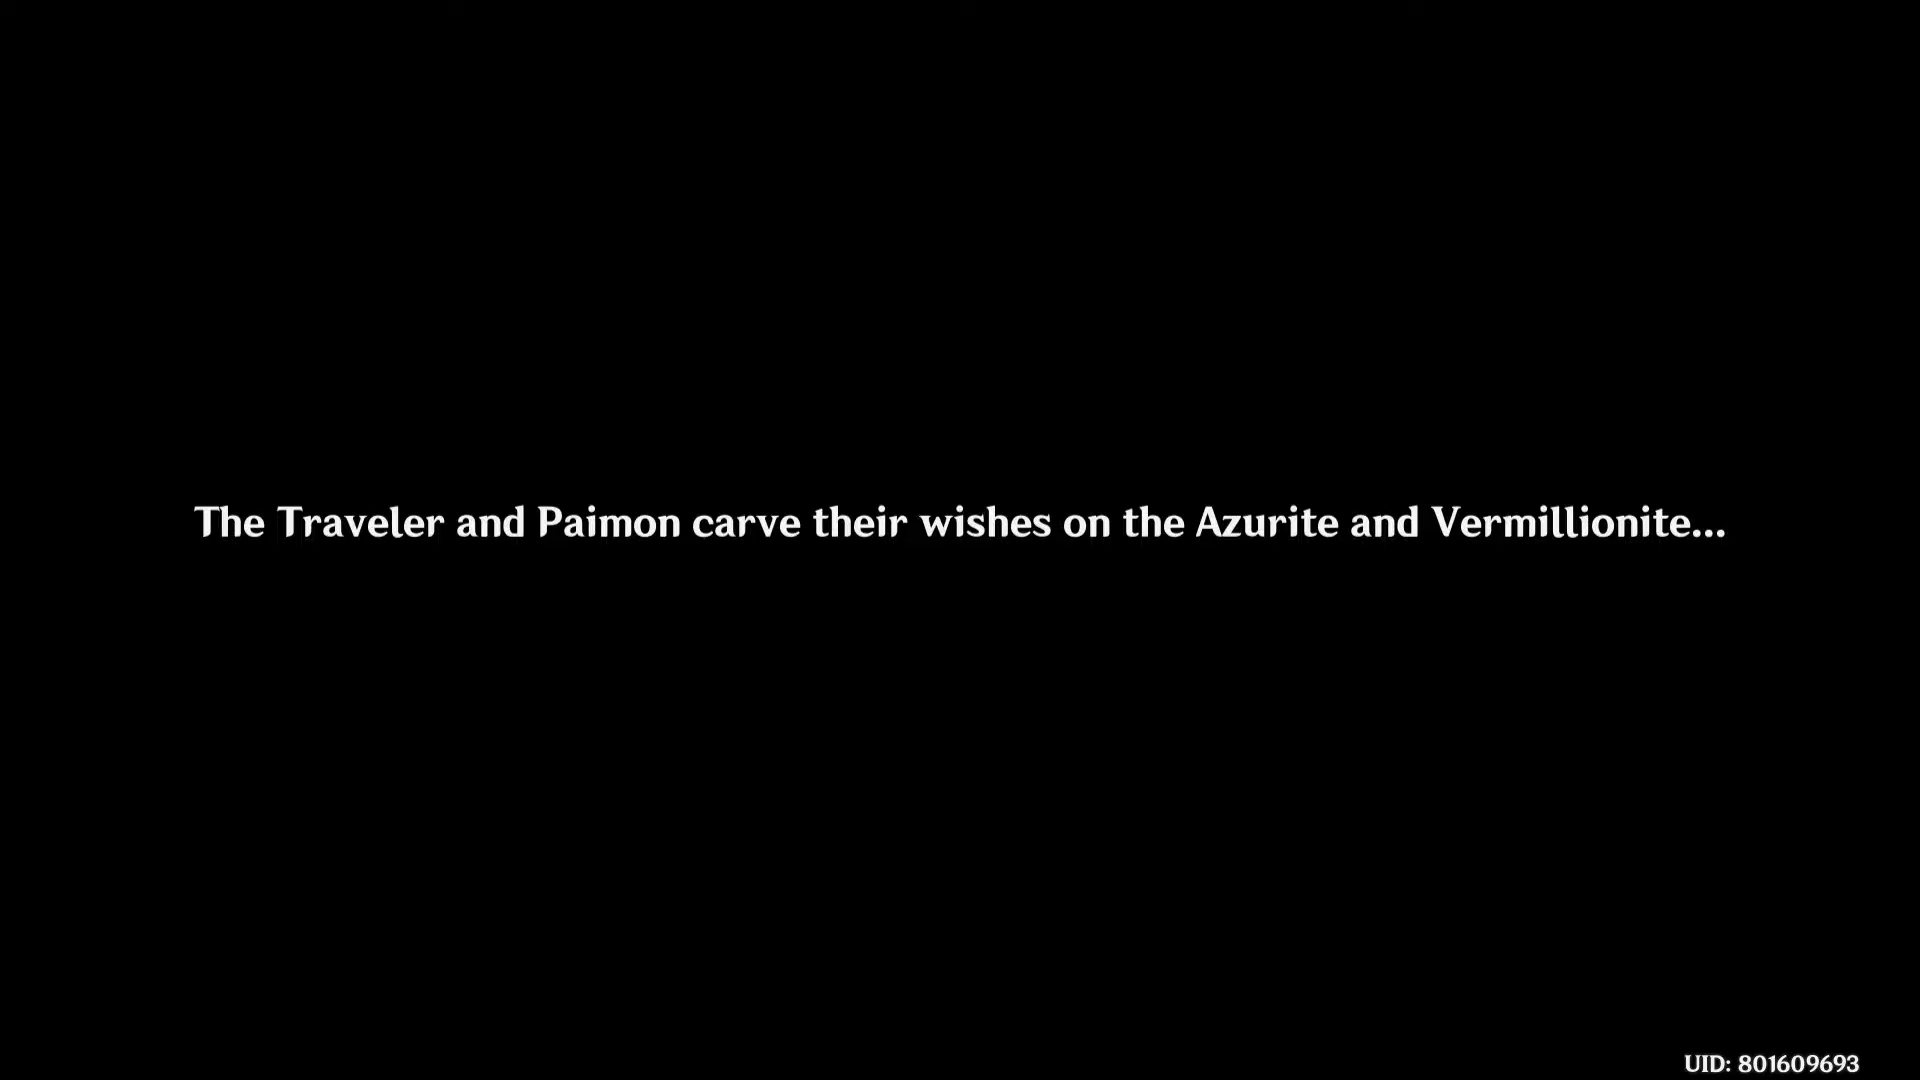 The Traveler and Paimon carve their wishes on the Azurite and Vermillionite...
UID: 801609693